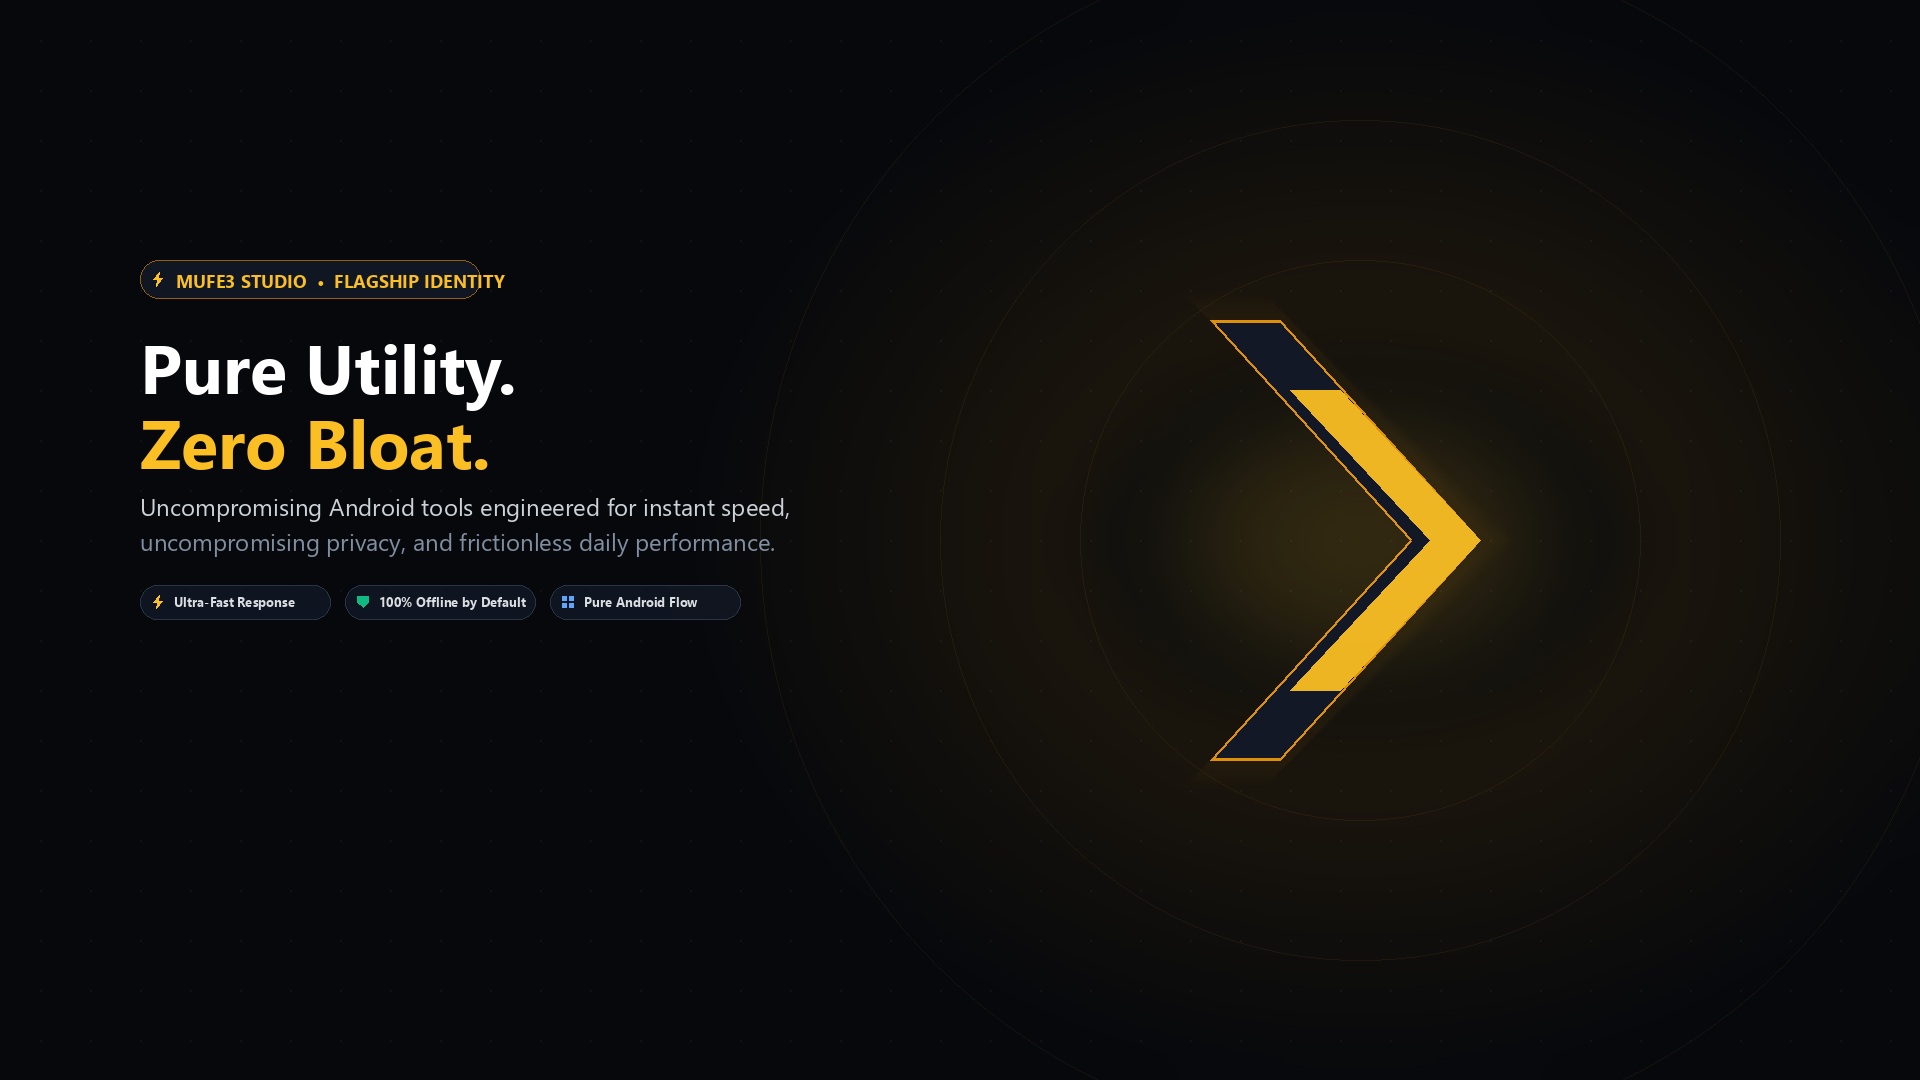 MUFE3 STUDIO • FLAGSHIP IDENTITY
Pure Utility.
Zero Bloat.
Uncompromising Android tools engineered for instant speed,
uncompromising privacy, and frictionless daily performance.
Ultra-Fast Response
100% Offline by Default
Pure Android Flow